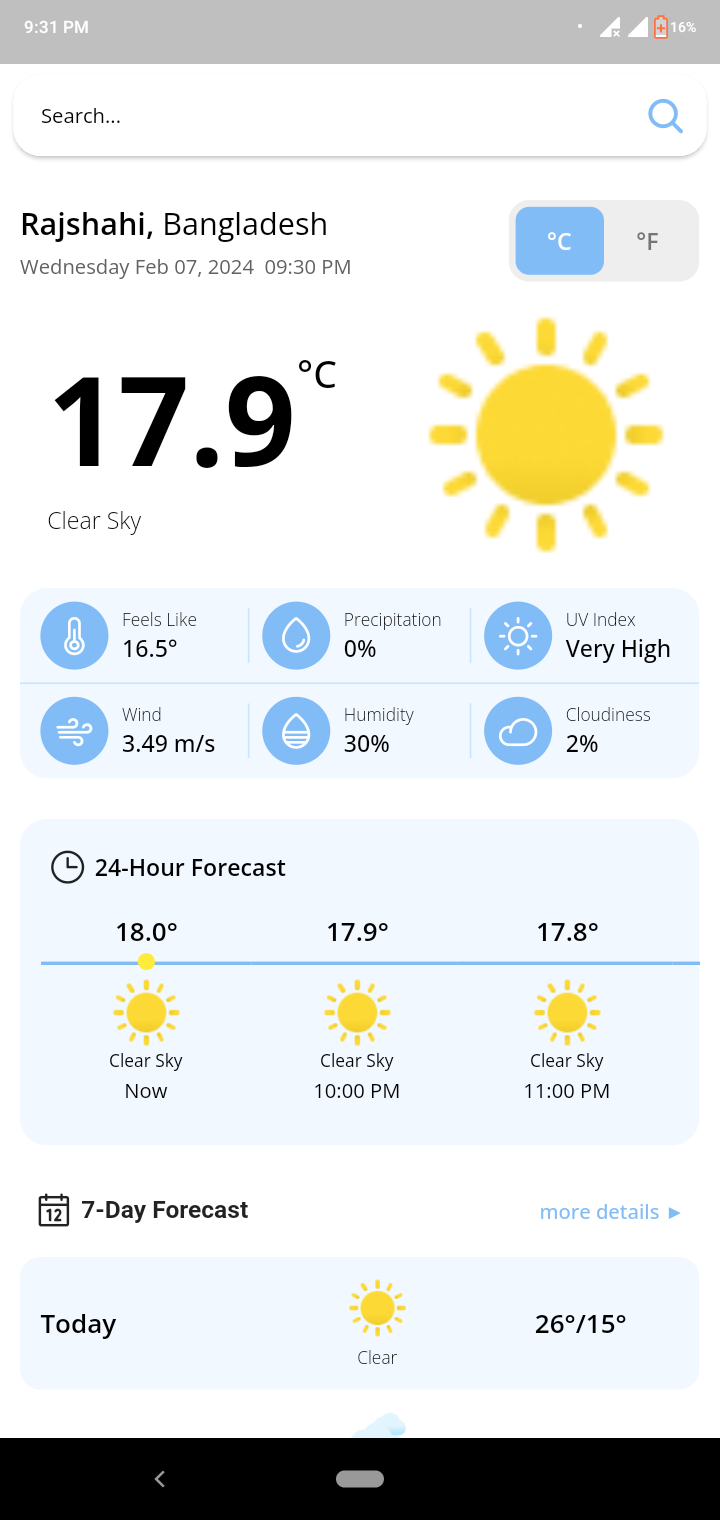 9:31 PM 16%
Search...
Rajshahi, Bangladesh
Wednesday Feb 07, 2024 09:30 PM
°C °F
17.9 °C
Clear Sky
Feels Like Precipitation UV Index
16.5° 0% Very High
Wind Humidity Cloudiness
3.49 m/s 30% 2%
24-Hour Forecast
18.0° 17.9° 17.8°
Clear Sky Clear Sky Clear Sky
Now 10:00 PM 11:00 PM
12 7-Day Forecast more details ►
Today 26°/15°
Clear